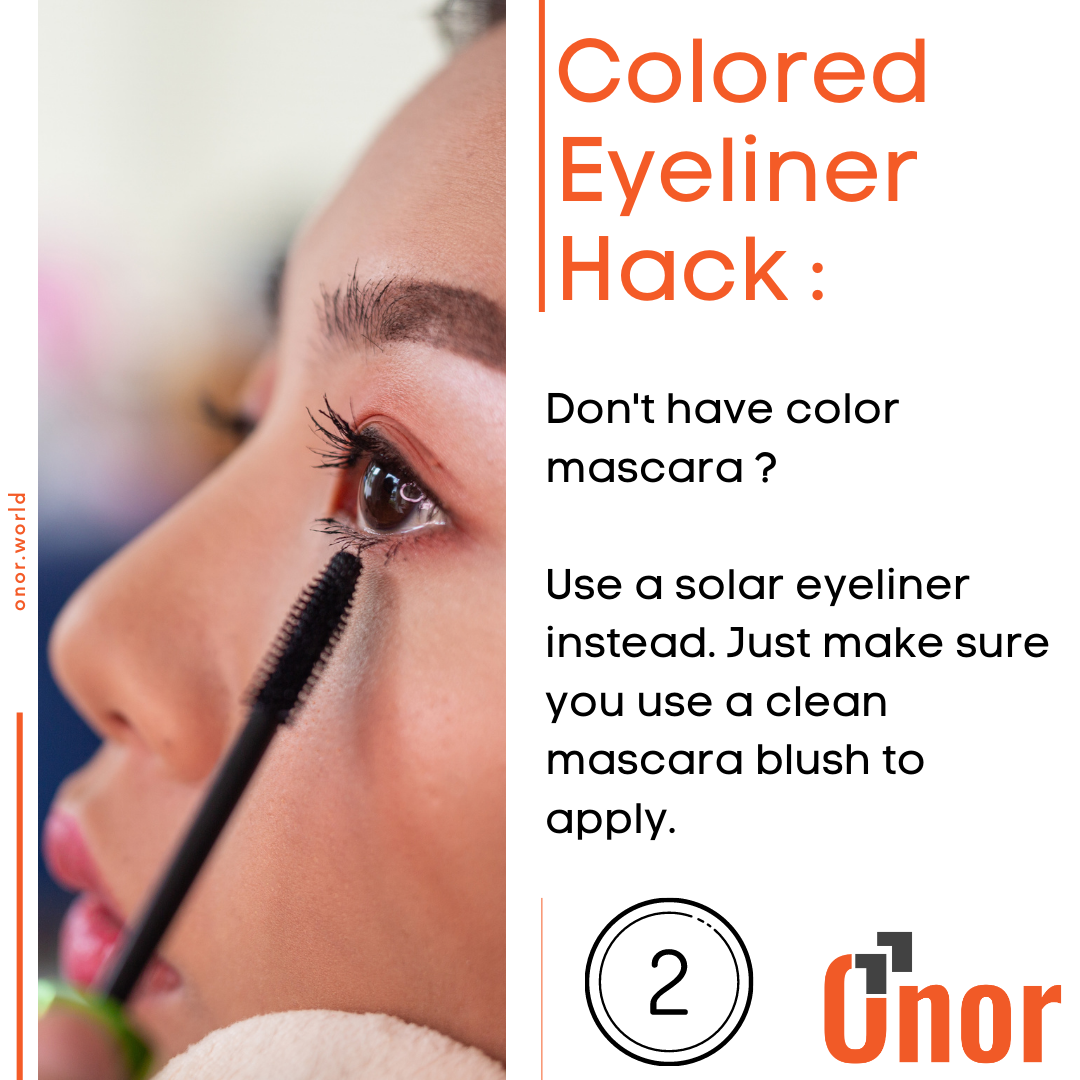 Colored
Eyeliner
Hack :
Don't have color
mascara ?
Use a solar eyeliner
instead. Just make sure
you use a clean
mascara blush to
apply.
2
Onor
onor.world